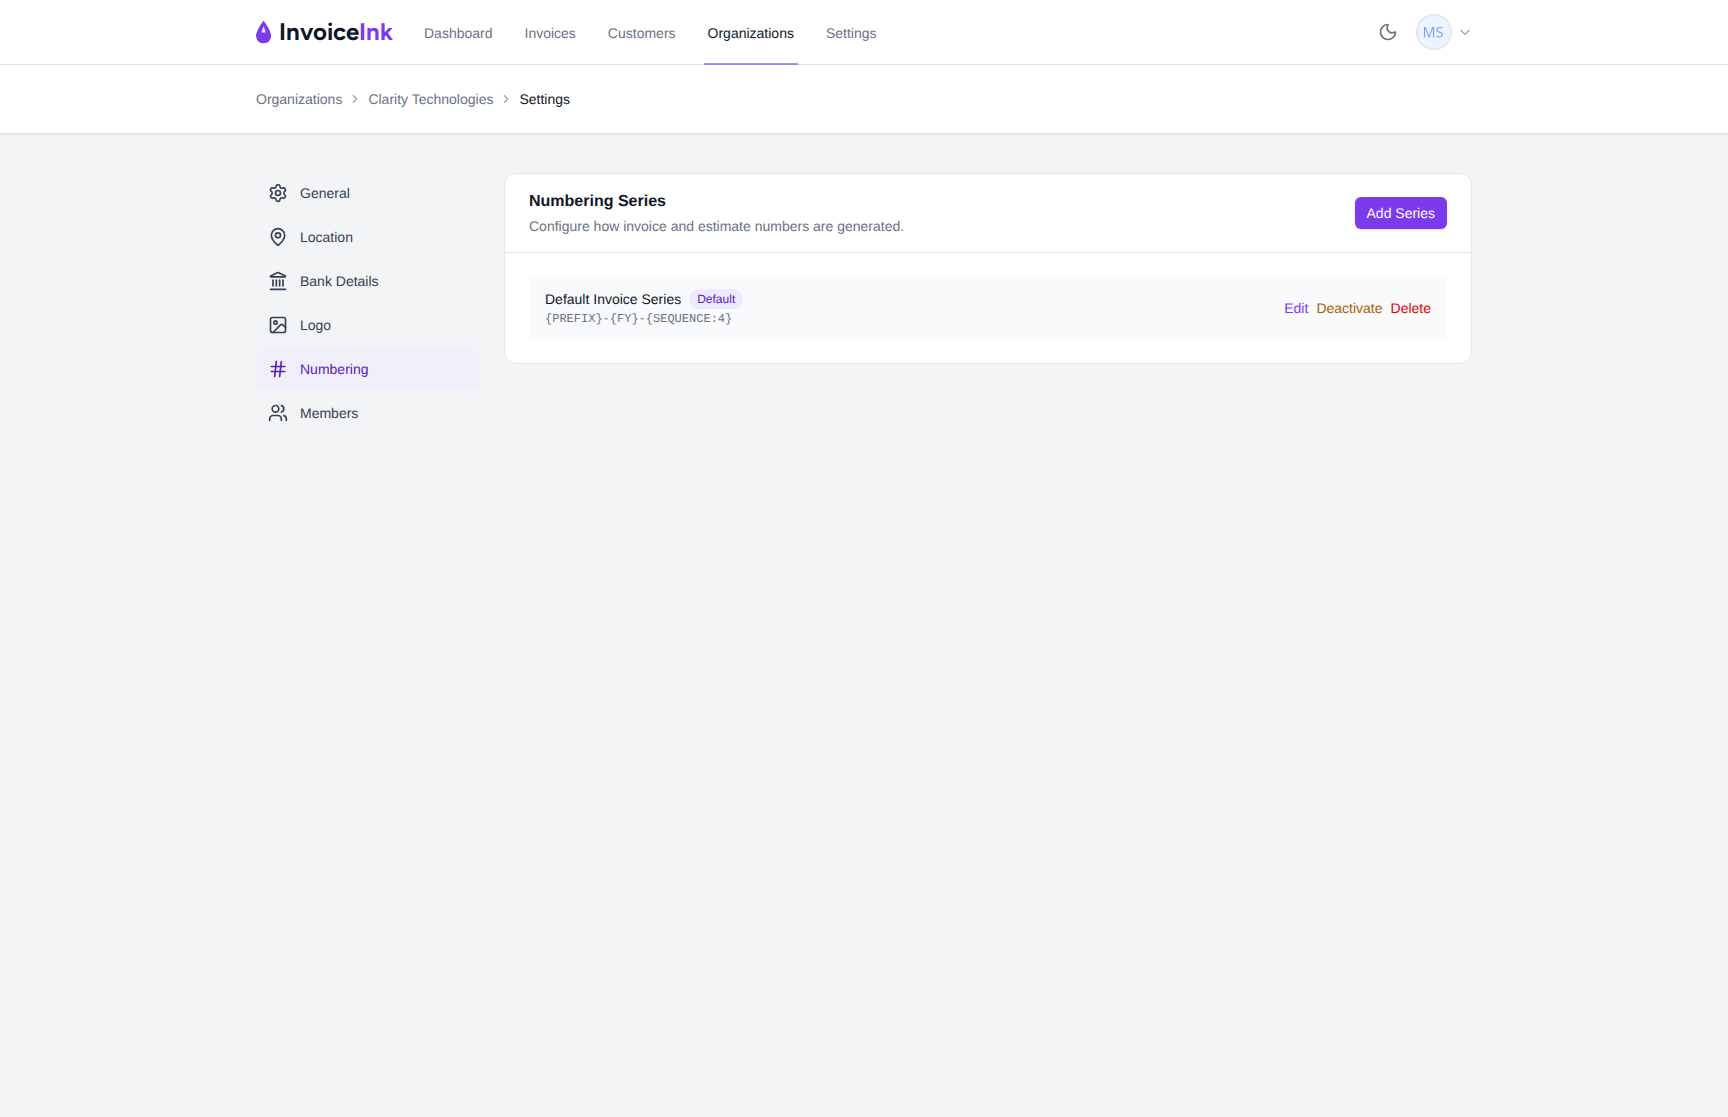 InvoiceInk Dashboard Invoices Customers Organizations Settings MS
Organizations > Clarity Technologies > Settings
General
Location
Bank Details
Logo
Numbering
Members
Numbering Series
Configure how invoice and estimate numbers are generated.
Add Series
Default Invoice Series Default
{PREFIX}-{FY}-{SEQUENCE:4}
Edit Deactivate Delete